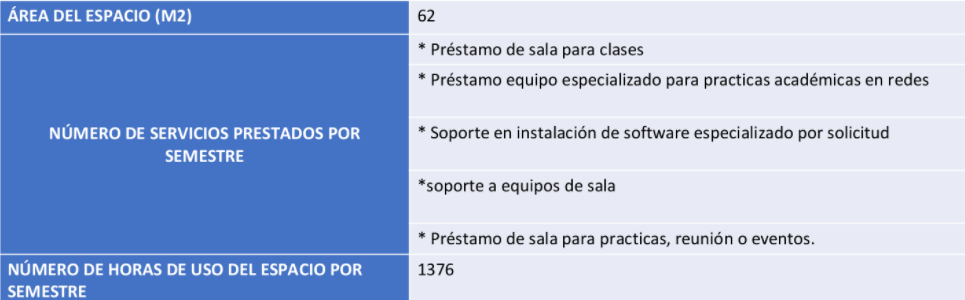 ÁREA DEL ESPACIO (M2)
62
NÚMERO DE SERVICIOS PRESTADOS POR
SEMESTRE
* Préstamo de sala para clases
* Préstamo equipo especializado para practicas académicas en redes
* Soporte en instalación de software especializado por solicitud
*soporte a equipos de sala
* Préstamo de sala para practicas, reunión o eventos.
NÚMERO DE HORAS DE USO DEL ESPACIO POR
SEMESTRE
1376